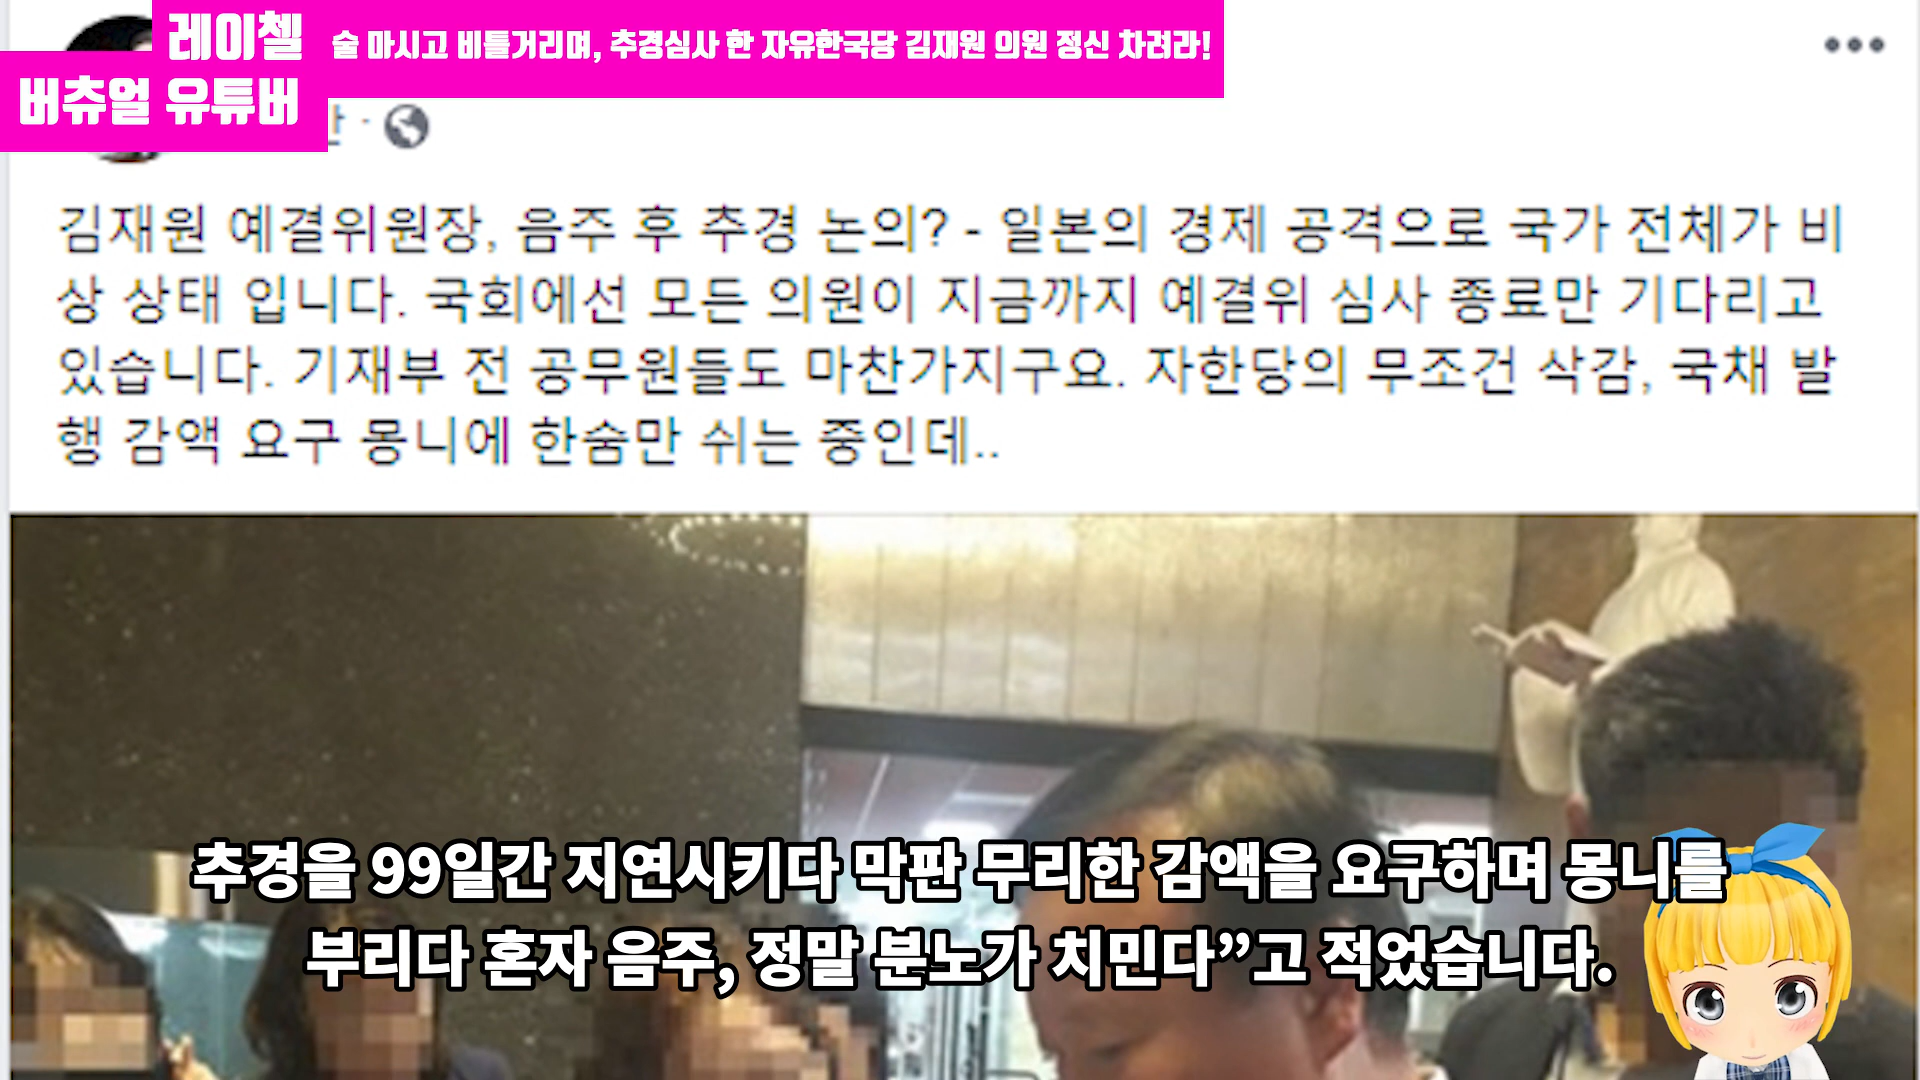 레이첼
버츄얼 유튜버
술 마시고 비틀거리며, 추경심사 한 자유한국당 김재원 의원 정신 차려라!
김재원 예결위원장, 음주 후 추경 논의? - 일본의 경제 공격으로 국가 전체가 비
상 상태 입니다. 국회에선 모든 의원이 지금까지 예결위 심사 종료만 기다리고
있습니다. 기재부 전 공무원들도 마찬가지구요. 자한당의 무조건 삭감, 국채 발
행 감액 요구 몽니에 한숨만 쉬는 중인데..
추경을 99일간 지연시키다 막판 무리한 감액을 요구하며 몽니를
부리다 혼자 음주, 정말 분노가 치민다”고 적었습니다.